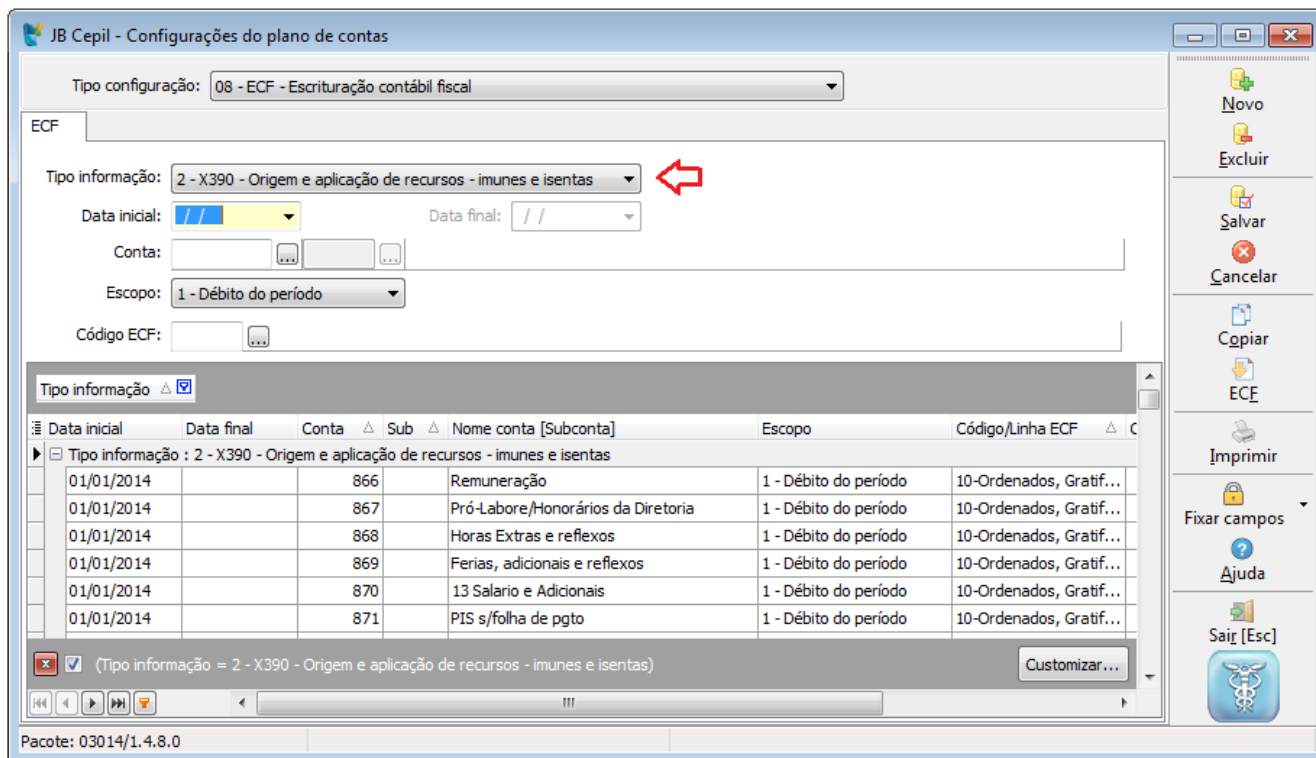 JB Cepil - Configurações do plano de contas
Tipo configuração: 08 - ECF - Escrituração contábil fiscal
ECF
Tipo informação: 2 - X390 - Origem e aplicação de recursos - imunes e isentas
Data inicial: / / Data final: / /
Conta: ... ...
Escopo: 1 - Débito do período
Código ECF: ...
Tipo informação
Data inicial Data final Conta Sub Nome conta [Subconta] Escopo Código/Linha ECF C
Tipo informação : 2 - X390 - Origem e aplicação de recursos - imunes e isentas
01/01/2014 866 Remuneração 1 - Débito do período 10-Ordenados, Gratif...
01/01/2014 867 Pró-Labore/Honorários da Diretoria 1 - Débito do período 10-Ordenados, Gratif...
01/01/2014 868 Horas Extras e reflexos 1 - Débito do período 10-Ordenados, Gratif...
01/01/2014 869 Ferias, adicionais e reflexos 1 - Débito do período 10-Ordenados, Gratif...
01/01/2014 870 13 Salario e Adicionais 1 - Débito do período 10-Ordenados, Gratif...
01/01/2014 871 PIS s/folha de pgto 1 - Débito do período 10-Ordenados, Gratif...
(Tipo informação = 2 - X390 - Origem e aplicação de recursos - imunes e isentas) Customizar...
Pacote: 03014/1.4.8.0
Novo
Excluir
Salvar
Cancelar
Copiar
ECF
Imprimir
Fixar campos
Ajuda
Sair [Esc]